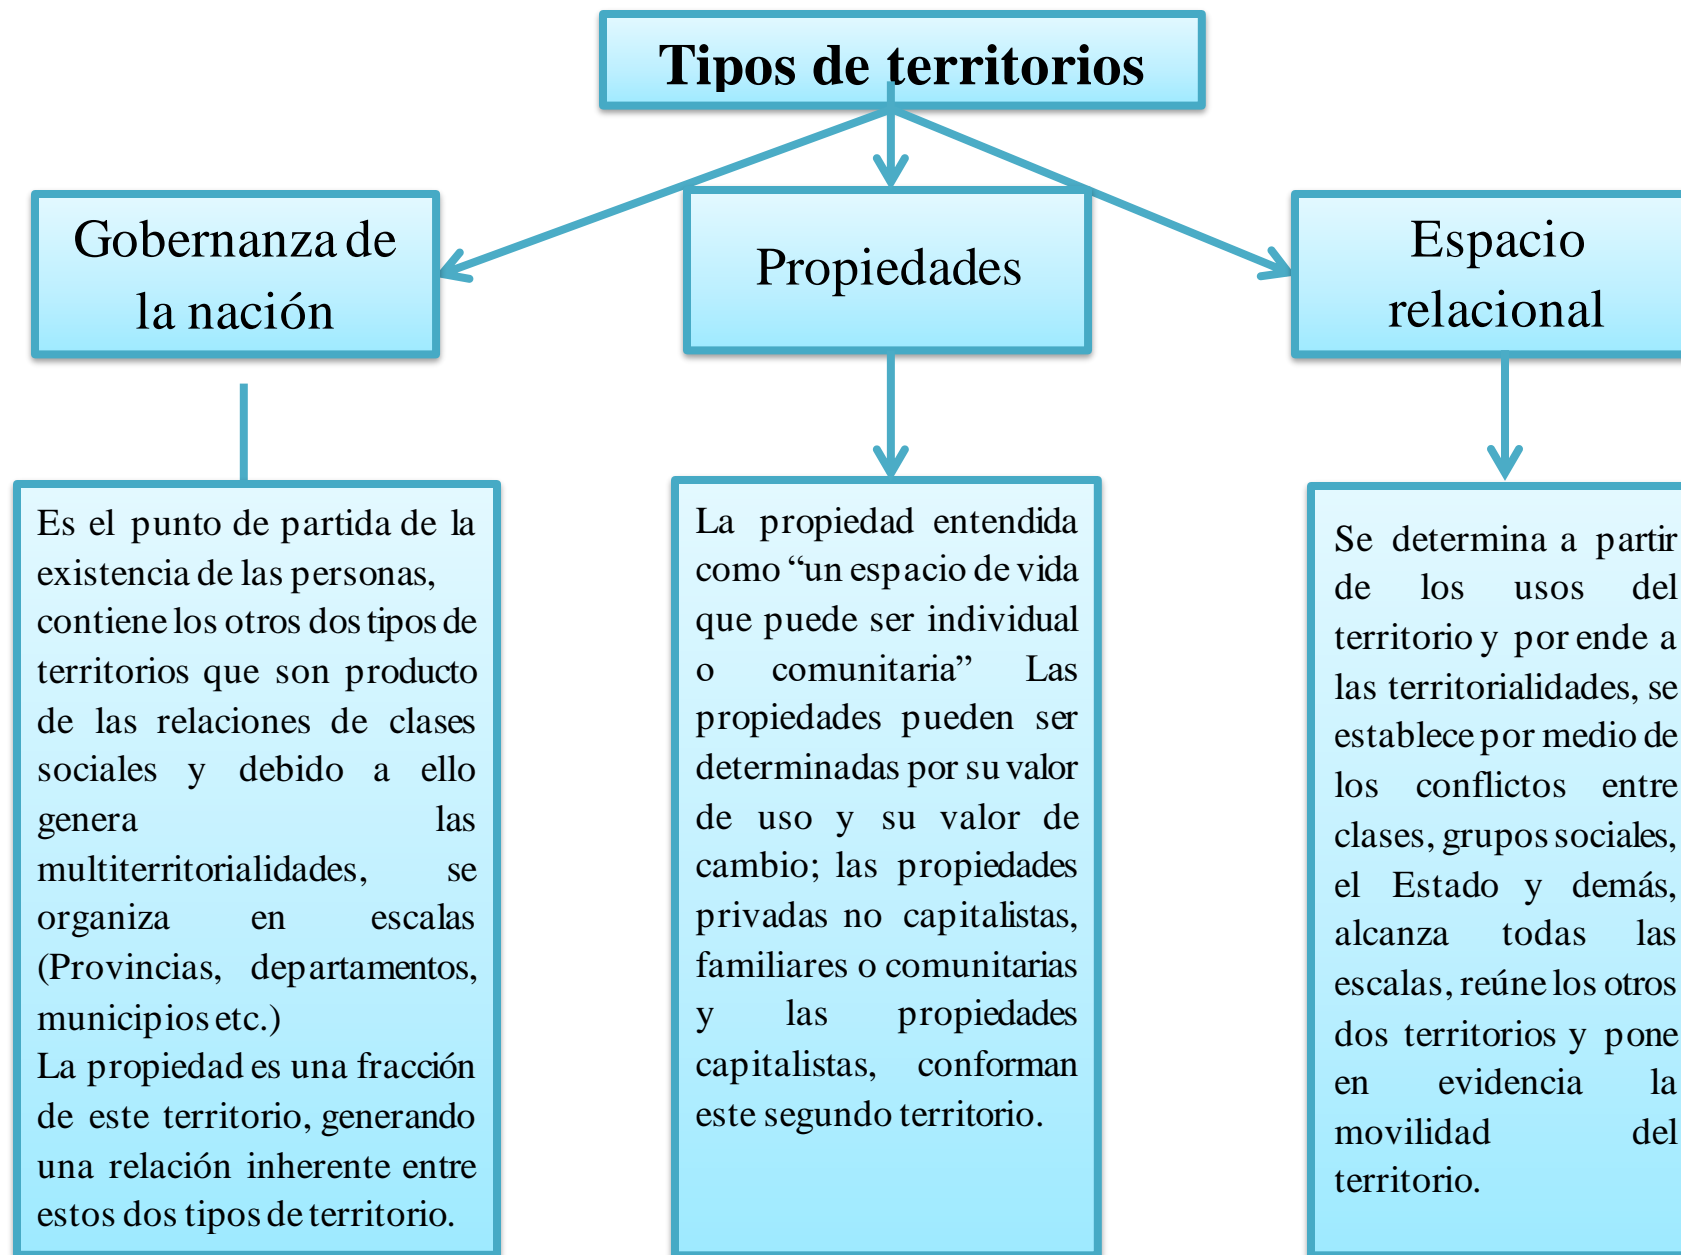 Tipos de territorios
Gobernanza de
la nación
Propiedades
Espacio
relacional
Es el punto de partida de la
existencia de las personas,
contiene los otros dos tipos de
territorios que son producto
de las relaciones de clases
sociales y debido a ello
genera las
multiterritorialidades, se
organiza en escalas
(Provincias, departamentos,
municipios etc.)
La propiedad es una fracción
de este territorio, generando
una relación inherente entre
estos dos tipos de territorio.
La propiedad entendida
como “un espacio de vida
que puede ser individual
o comunitaria” Las
propiedades pueden ser
determinadas por su valor
de uso y su valor de
cambio; las propiedades
privadas no capitalistas,
familiares o comunitarias
y las propiedades
capitalistas, conforman
este segundo territorio.
Se determina a partir
de los usos del
territorio y por ende a
las territorialidades, se
establece por medio de
los conflictos entre
clases, grupos sociales,
el Estado y demás,
alcanza todas las
escalas, reúne los otros
dos territorios y pone
en evidencia la
movilidad del
territorio.